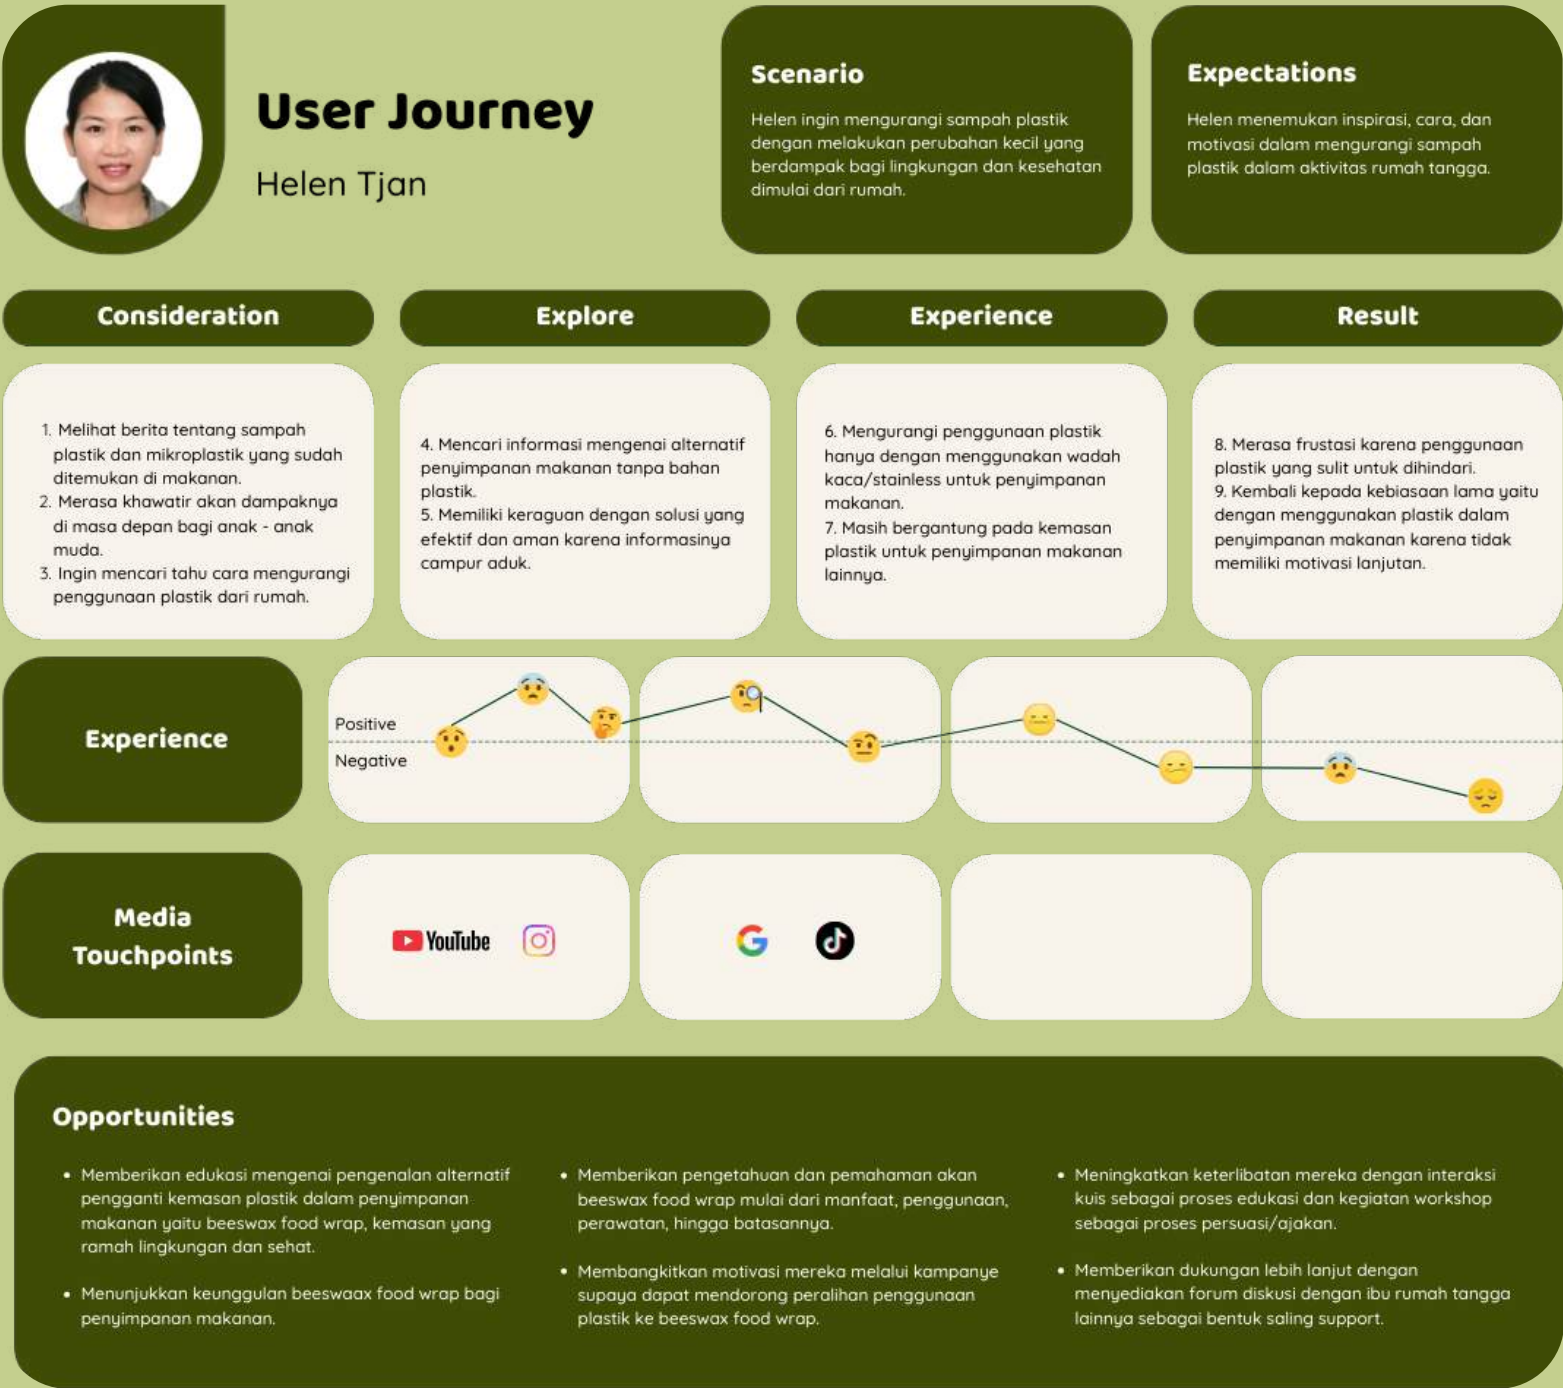 User Journey
Helen Tjan
Scenario
Helen ingin mengurangi sampah plastik
dengan melakukan perubahan kecil yang
berdampak bagi lingkungan dan kesehatan
dimulai dari rumah.
Expectations
Helen menemukan inspirasi, cara, dan
motivasi dalam mengurangi sampah
plastik dalam aktivitas rumah tangga.
Consideration
Explore
Experience
Result
1. Melihat berita tentang sampah
plastik dan mikroplastik yang sudah
ditemukan di makanan.
2. Merasa khawatir akan dampaknya
di masa depan bagi anak - anak
muda.
3. Ingin mencari tahu cara mengurangi
penggunaan plastik dari rumah.
4. Mencari informasi mengenai alternatif
penyimpanan makanan tanpa bahan
plastik.
5. Memiliki keraguan dengan solusi yang
efektif dan aman karena informasinya
campur aduk.
6. Mengurangi penggunaan plastik
hanya dengan menggunakan wadah
kaca/stainless untuk penyimpanan
makanan.
7. Masih bergantung pada kemasan
plastik untuk penyimpanan makanan
lainnya.
8. Merasa frustasi karena penggunaan
plastik yang sulit untuk dihindari.
9. Kembali kepada kebiasaan lama yaitu
dengan menggunakan plastik dalam
penyimpanan makanan karena tidak
memiliki motivasi lanjutan.
Experience
Positive
Negative
Media
Touchpoints
YouTube
Opportunities
• Memberikan edukasi mengenai pengenalan alternatif
pengganti kemasan plastik dalam penyimpanan
makanan yaitu beeswax food wrap, kemasan yang
ramah lingkungan dan sehat.
• Menunjukkan keunggulan beeswaax food wrap bagi
penyimpanan makanan.
• Memberikan pengetahuan dan pemahaman akan
beeswax food wrap mulai dari manfaat, penggunaan,
perawatan, hingga batasannya.
• Membangkitkan motivasi mereka melalui kampanye
supaya dapat mendorong peralihan penggunaan
plastik ke beeswax food wrap.
• Meningkatkan keterlibatan mereka dengan interaksi
kuis sebagai proses edukasi dan kegiatan workshop
sebagai proses persuasi/ajakan.
• Memberikan dukungan lebih lanjut dengan
menyediakan forum diskusi dengan ibu rumah tangga
lainnya sebagai bentuk saling support.